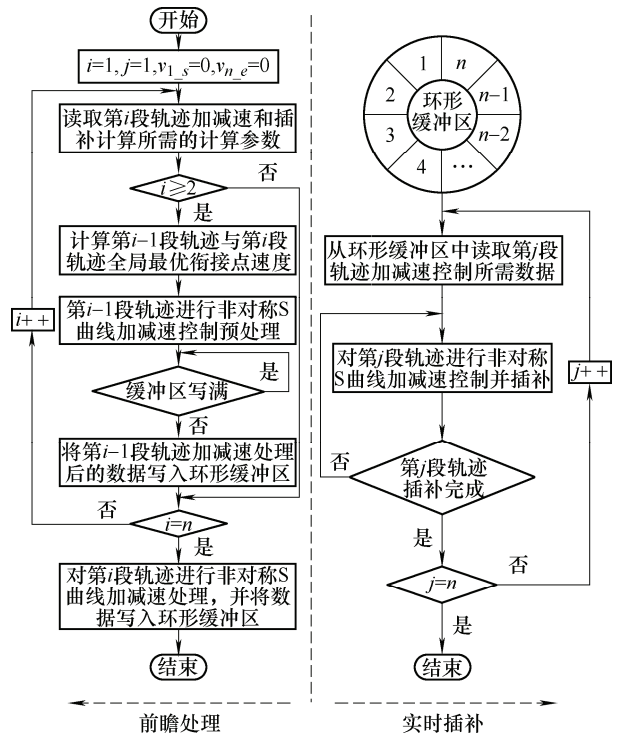 开始
i=1, j=1,v1_s=0,vn_e=0
读取第i段轨迹加减速和插
补计算所需的计算参数
否
i≥2
是
计算第i−1段轨迹与第i段
轨迹全局最优衔接点速度
i++
第i−1段轨迹进行非对称S
曲线加减速控制预处理
是
缓冲区写满
否
将第i−1段轨迹加减速处理
后的数据写入环形缓冲区
否
i=n
是
对第i段轨迹进行非对称S
曲线加减速处理，并将数
据写入环形缓冲区
结束
前瞻处理
1
n
2
n−1
环形
缓冲区
3
n−2
4
…
从环形缓冲区中读取第j段
轨迹加减速控制所需数据
对第j段轨迹进行非对称
S曲线加减速控制并插补
j++
否
第j段轨迹
插补完成
是
否
j=n
是
结束
实时插补